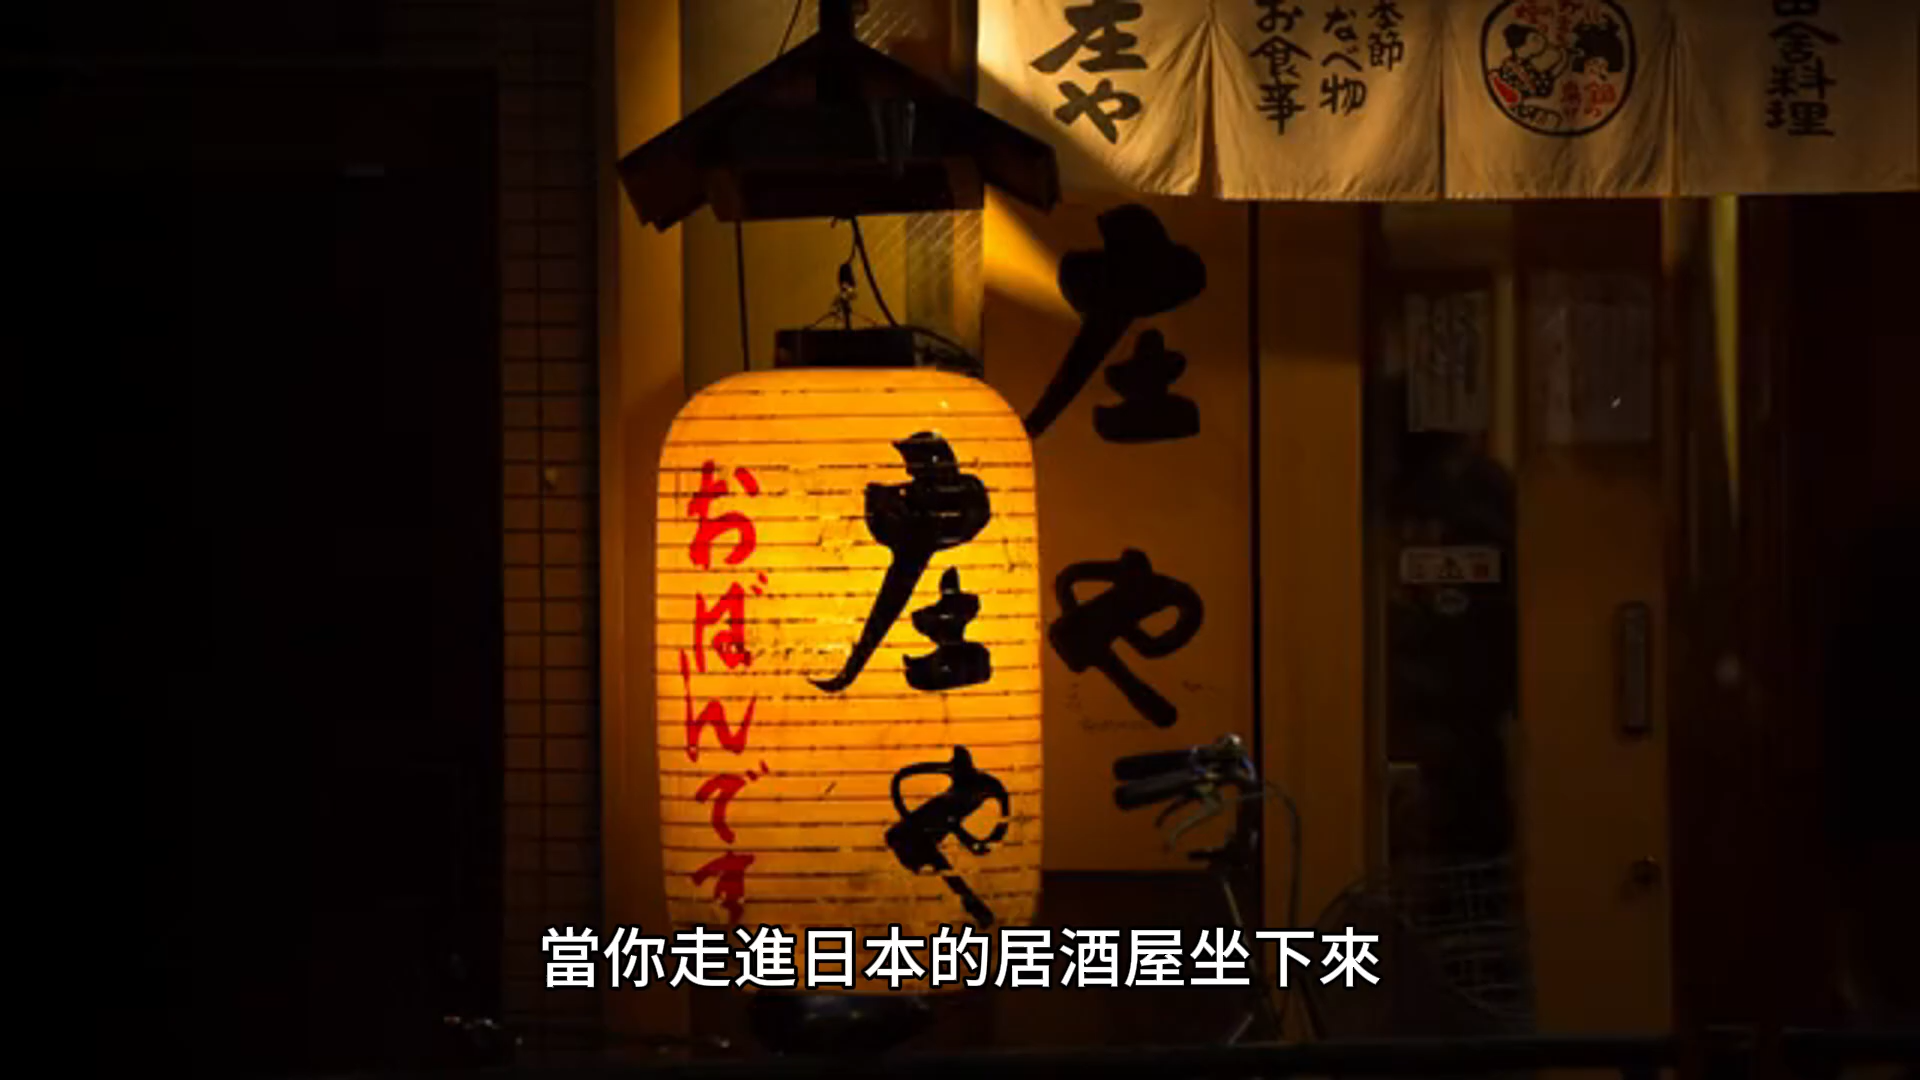 庄や
お食事
本節
なべ物
田舎料理
庄や
庄や
おばんです
當你走進日本的居酒屋坐下來